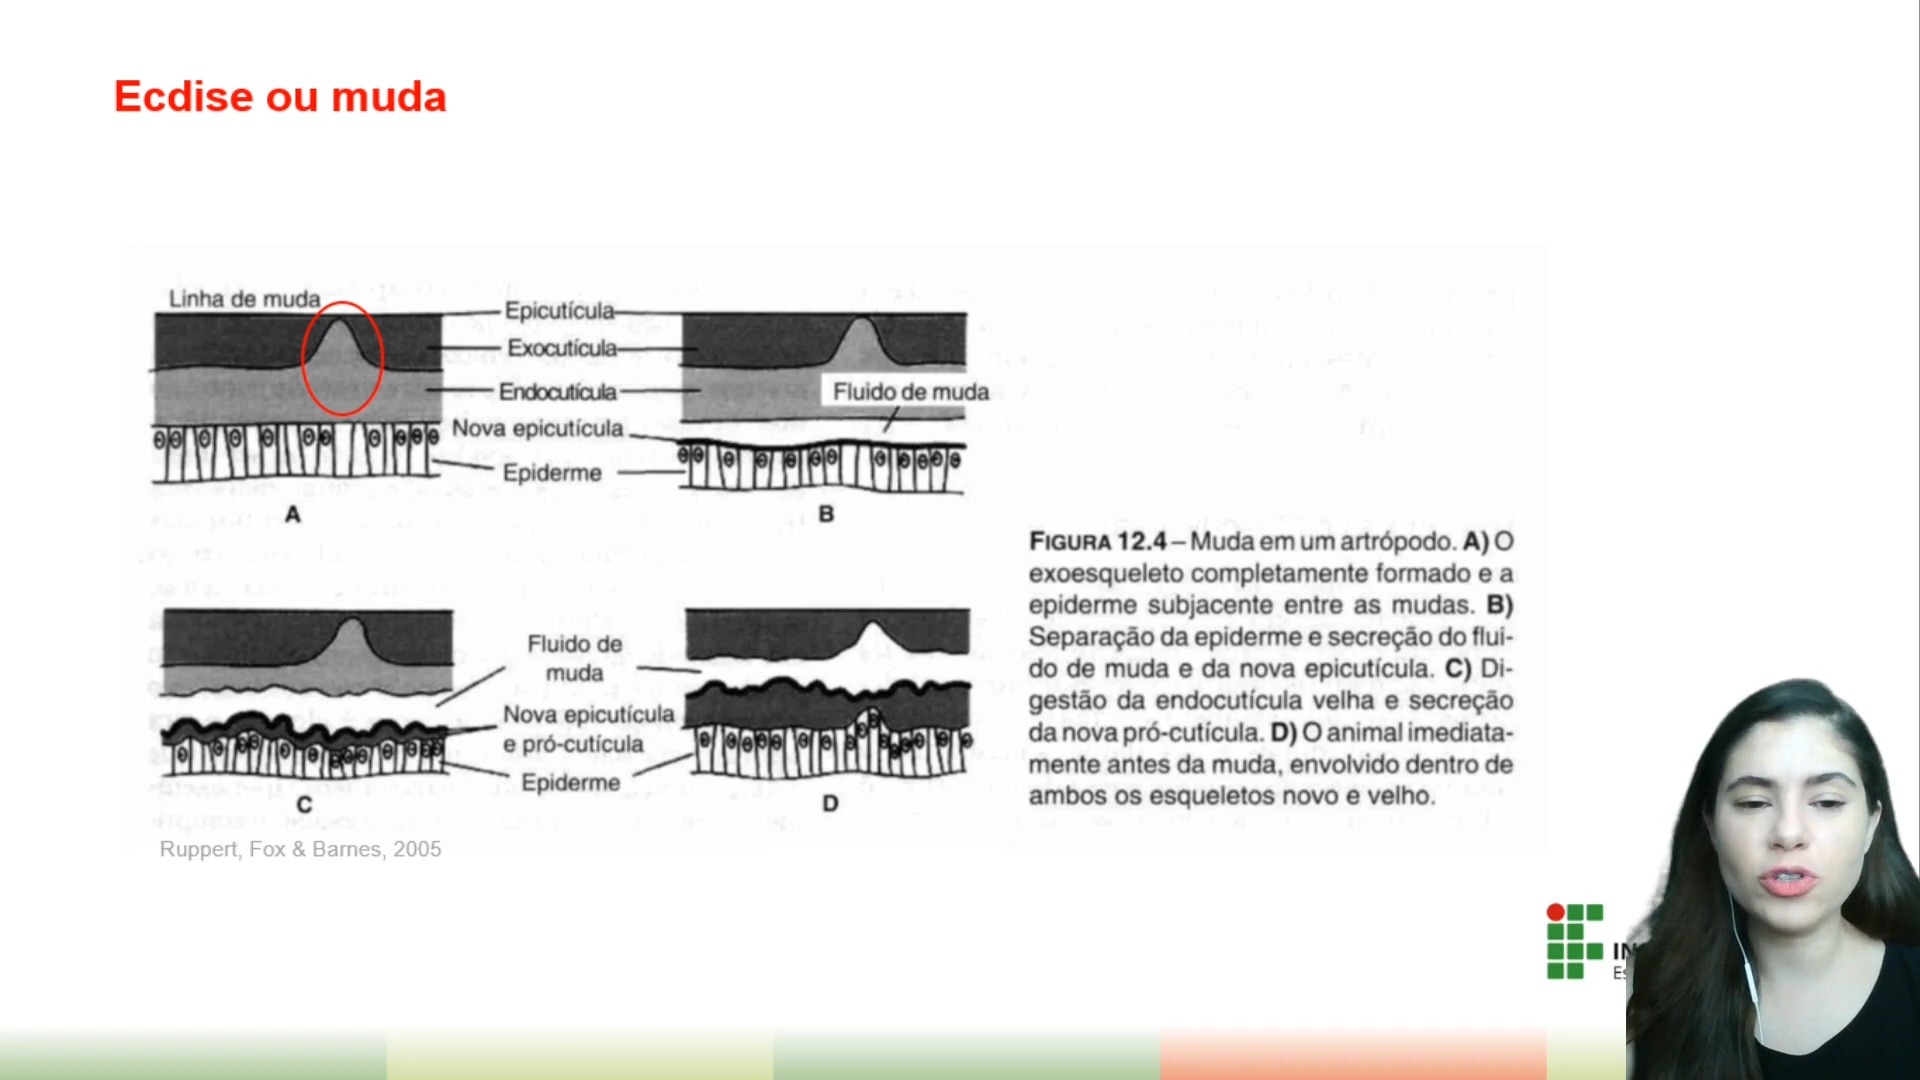 Ecdise ou muda
Linha de muda
Epicutícula
Exocutícula
Endocutícula
Fluido de muda
Nova epicutícula
Epiderme
A
B
Fluido de
muda
Nova epicutícula
e pró-cutícula
Epiderme
C
D
FIGURA 12.4 – Muda em um artrópodo. A) O
exoesqueleto completamente formado e a
epiderme subjacente entre as mudas. B)
Separação da epiderme e secreção do flui-
do de muda e da nova epicutícula. C) Di-
gestão da endocutícula velha e secreção
da nova pró-cutícula. D) O animal imediata-
mente antes da muda, envolvido dentro de
ambos os esqueletos novo e velho.
Ruppert, Fox & Barnes, 2005